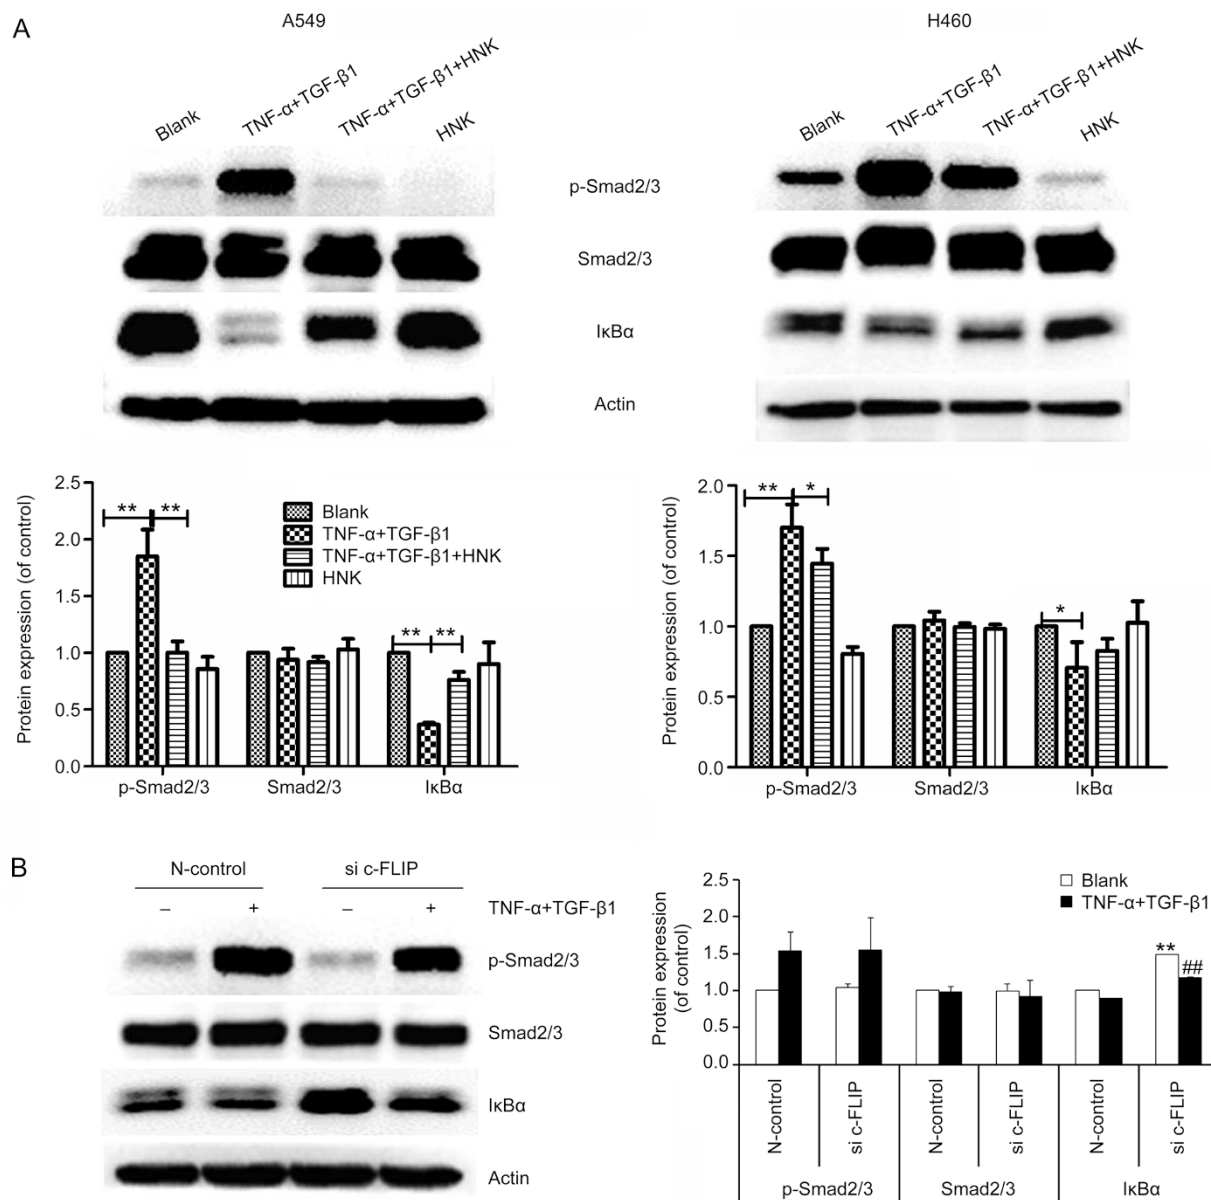 A
A549
H460
Blank
TNF-α+TGF-β1
TNF-α+TGF-β1+HNK
HNK
Blank
TNF-α+TGF-β1
TNF-α+TGF-β1+HNK
HNK
p-Smad2/3
Smad2/3
IκBα
Actin
Protein expression (of control)
2.5
2.0
1.5
1.0
0.5
0.0
** **
** **
Blank
TNF-α+TGF-β1
TNF-α+TGF-β1+HNK
HNK
p-Smad2/3 Smad2/3 IκBα
Protein expression (of control)
2.0
1.5
1.0
0.5
0.0
** *
*
p-Smad2/3 Smad2/3 IκBα
B
N-control si c-FLIP
– + – + TNF-α+TGF-β1
p-Smad2/3
Smad2/3
IκBα
Actin
Protein expression
(of control)
2.5
2.0
1.5
1.0
0.5
0.0
Blank
TNF-α+TGF-β1
**
##
N-control
si c-FLIP
N-control
si c-FLIP
N-control
si c-FLIP
p-Smad2/3 Smad2/3 IκBα